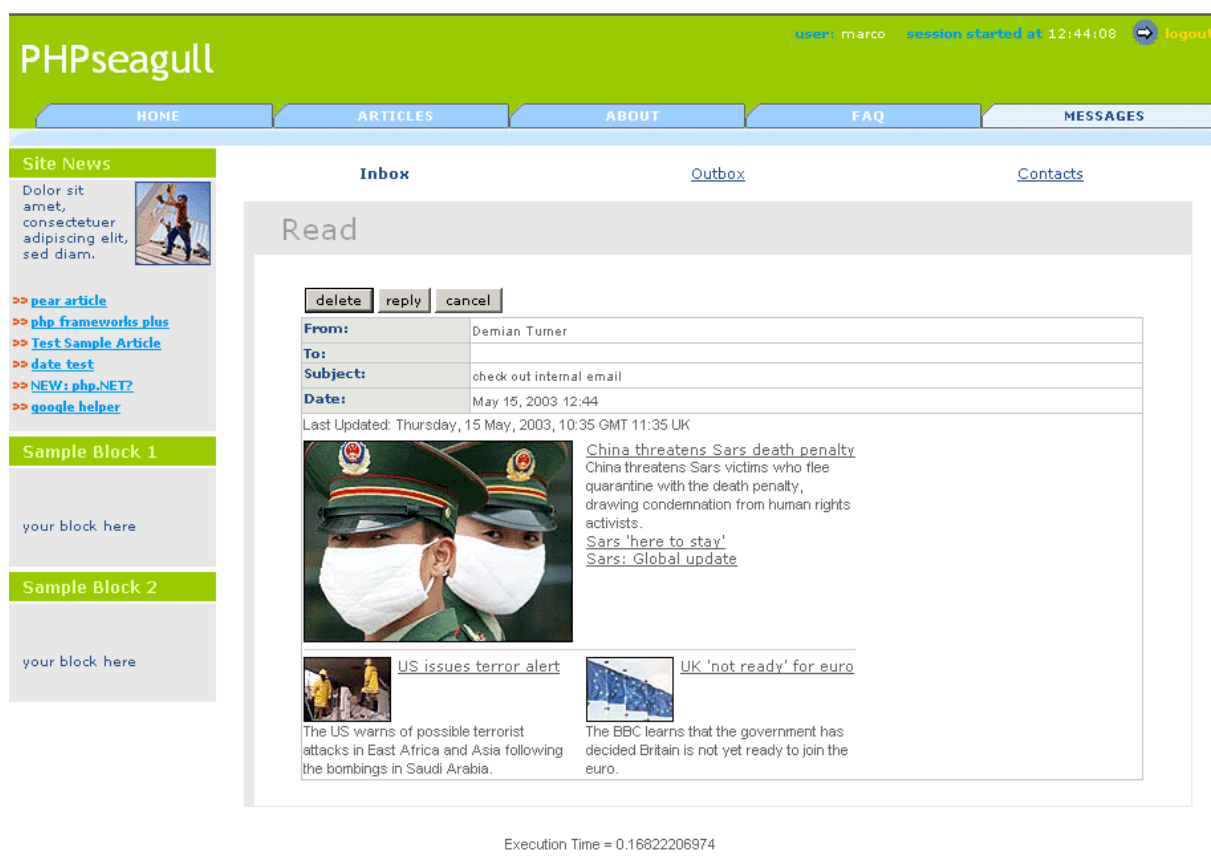 user: marco session started at 12:44:08 logout
PHPseagull
HOME ARTICLES ABOUT FAQ MESSAGES
Site News
Dolor sit
amet,
consectetuer
adipiscing elit,
sed diam.
>> pear article
>> php frameworks plus
>> Test Sample Article
>> date test
>> NEW: php.NET?
>> google helper
Sample Block 1
your block here
Sample Block 2
your block here
Inbox Outbox Contacts
Read
delete reply cancel
From: Demian Turner
To:
Subject: check out internal email
Date: May 15, 2003 12:44
Last Updated: Thursday, 15 May, 2003, 10:35 GMT 11:35 UK
China threatens Sars death penalty
China threatens Sars victims who flee
quarantine with the death penalty,
drawing condemnation from human rights
activists.
Sars 'here to stay'
Sars: Global update
US issues terror alert
The US warns of possible terrorist
attacks in East Africa and Asia following
the bombings in Saudi Arabia.
UK 'not ready' for euro
The BBC learns that the government has
decided Britain is not yet ready to join the
euro.
Execution Time = 0.16822206974